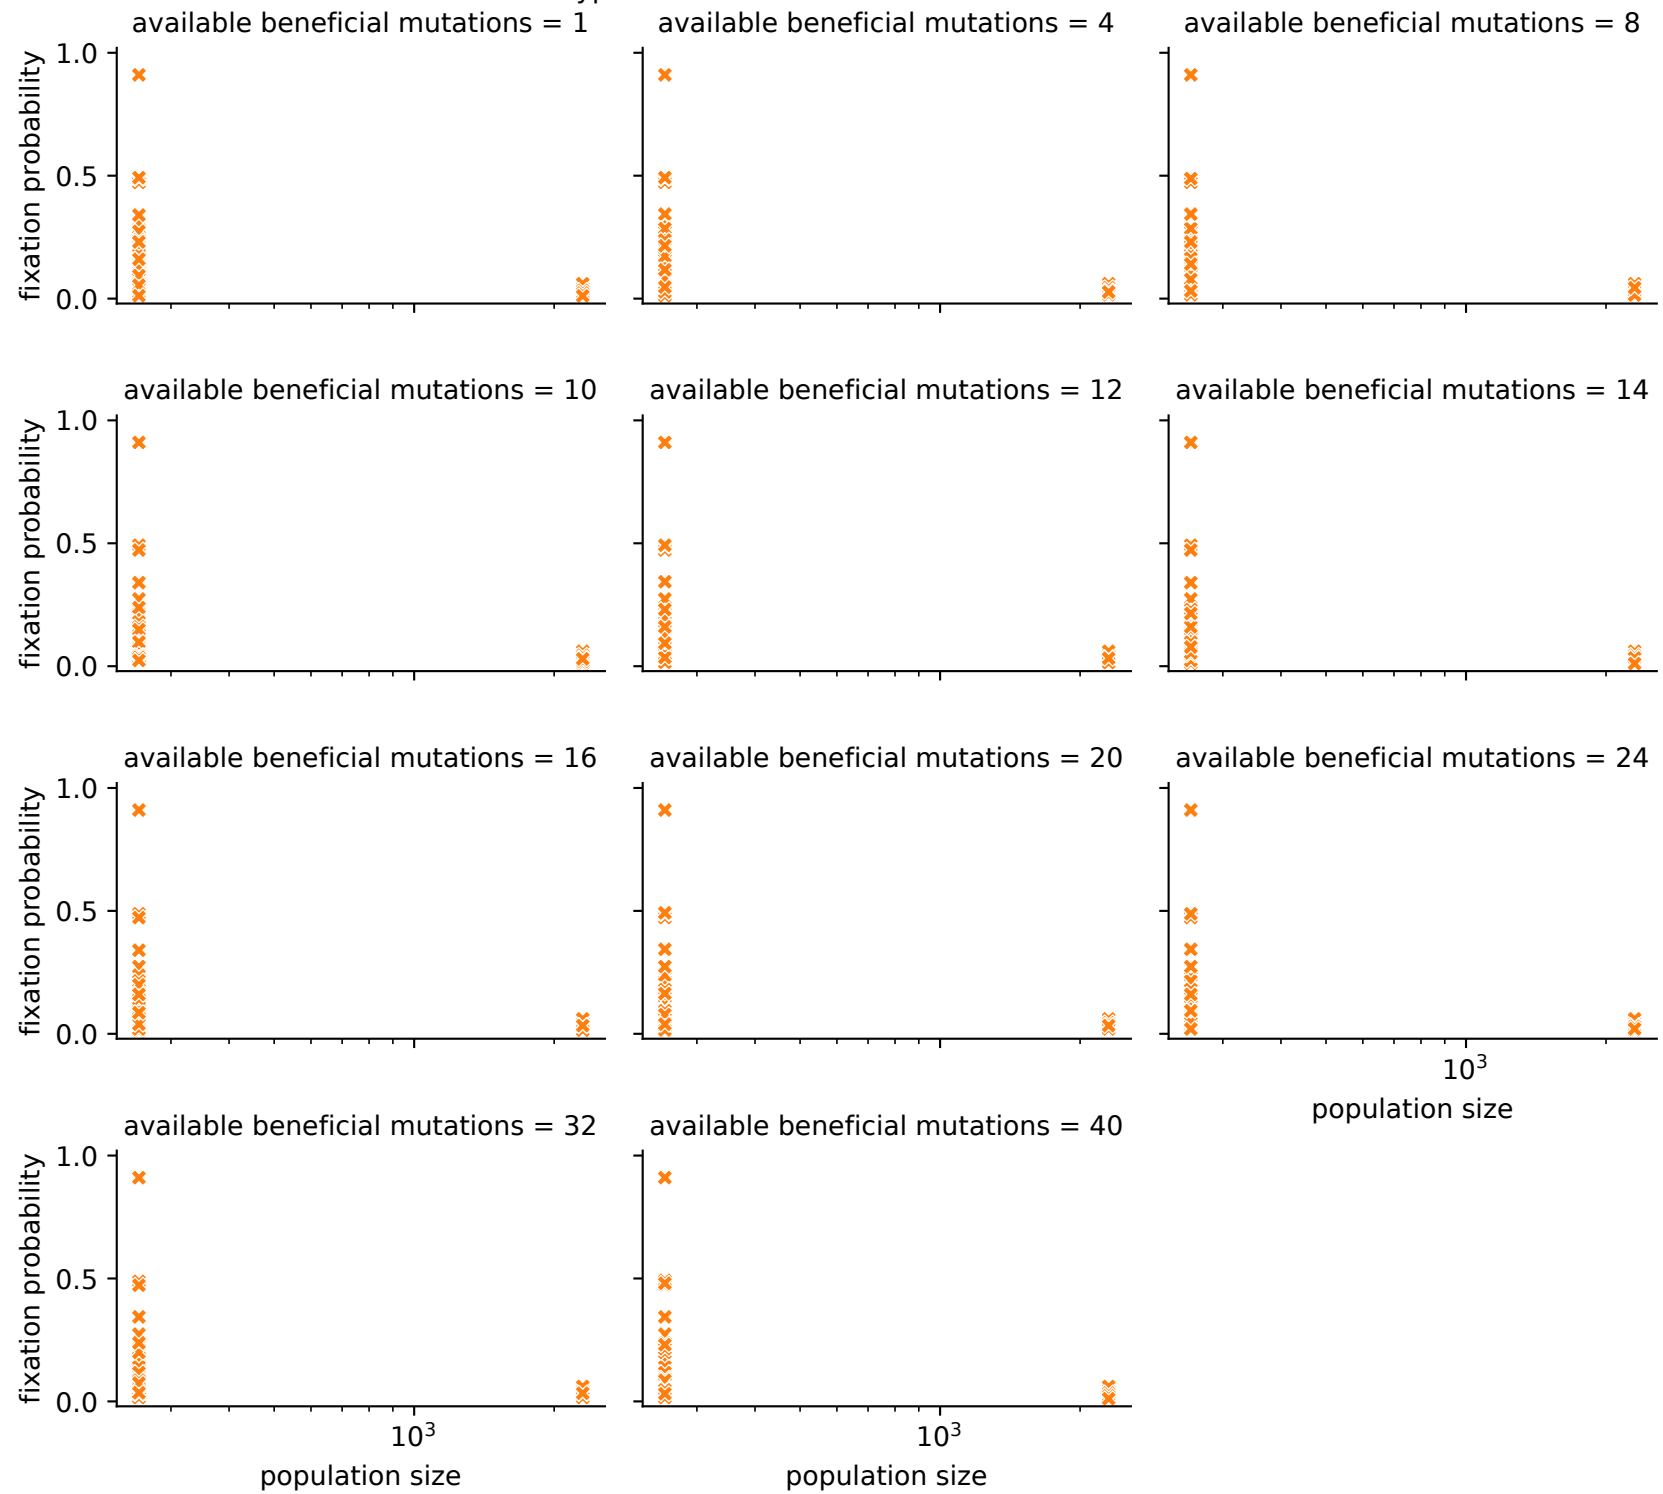 available beneficial mutations = 1
available beneficial mutations = 4
available beneficial mutations = 8
fixation probability
1.0
0.5
0.0
available beneficial mutations = 10
available beneficial mutations = 12
available beneficial mutations = 14
fixation probability
1.0
0.5
0.0
available beneficial mutations = 16
available beneficial mutations = 20
available beneficial mutations = 24
fixation probability
1.0
0.5
0.0
10³
population size
available beneficial mutations = 32
available beneficial mutations = 40
fixation probability
1.0
0.5
0.0
10³
10³
population size
population size